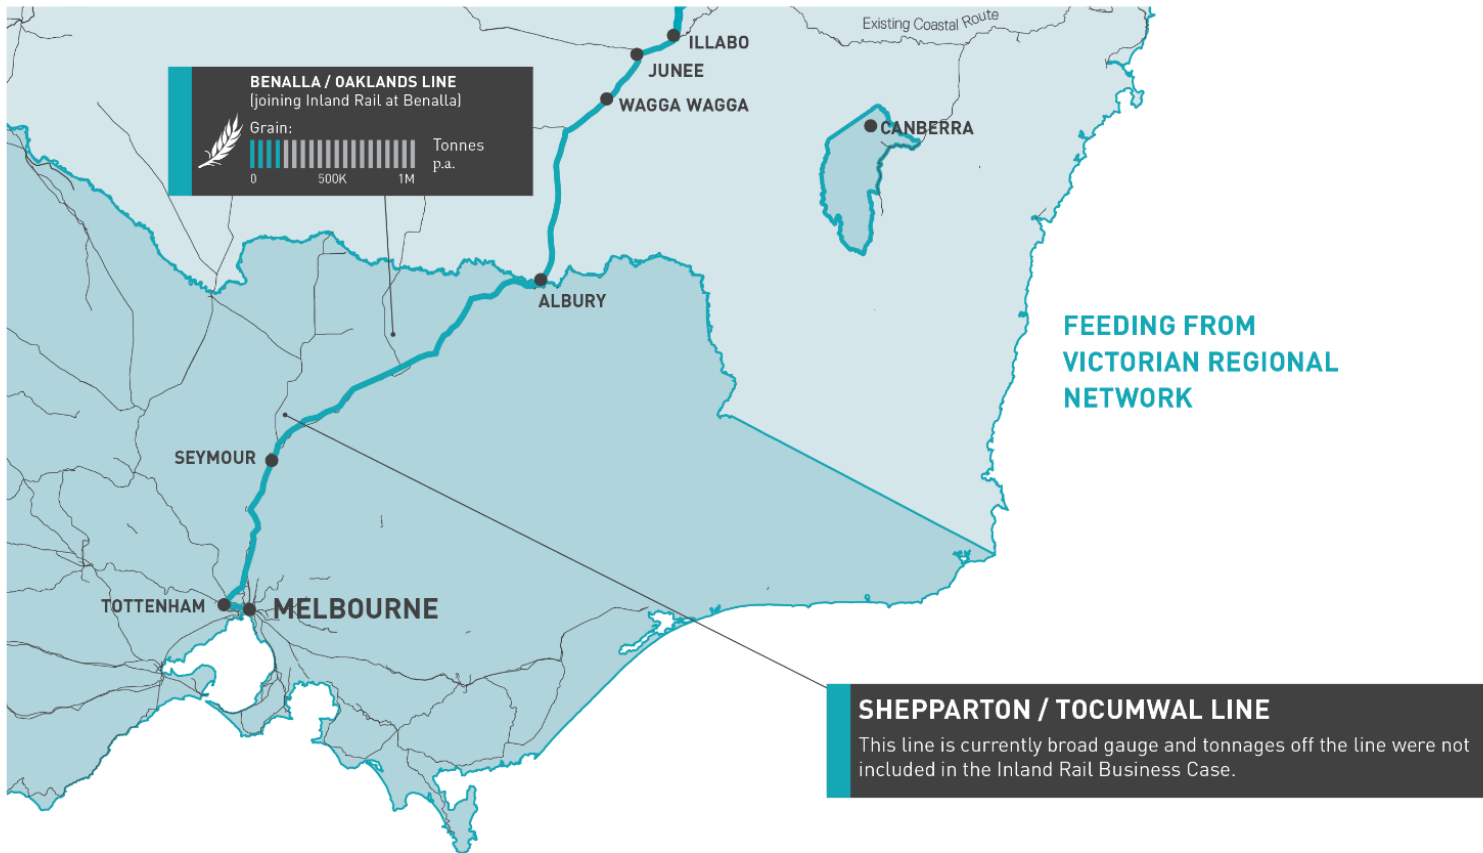 Existing Coastal Route
ILLABO
JUNEE
WAGGA WAGGA
CANBERRA
BENALLA / OAKLANDS LINE
(joining Inland Rail at Benalla)
Grain:
Tonnes
p.a.
0 500K 1M
ALBURY
FEEDING FROM
VICTORIAN REGIONAL
NETWORK
SEYMOUR
TOTTENHAM
MELBOURNE
SHEPPARTON / TOCUMWAL LINE
This line is currently broad gauge and tonnages off the line were not
included in the Inland Rail Business Case.